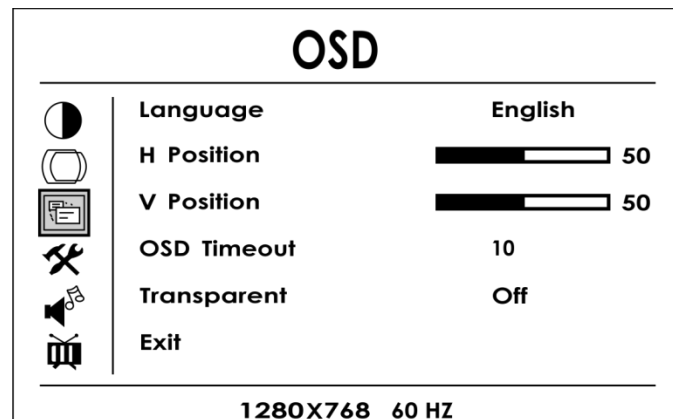 OSD
Language English
H Position 50
V Position 50
OSD Timeout 10
Transparent Off
Exit
1280X768 60 HZ